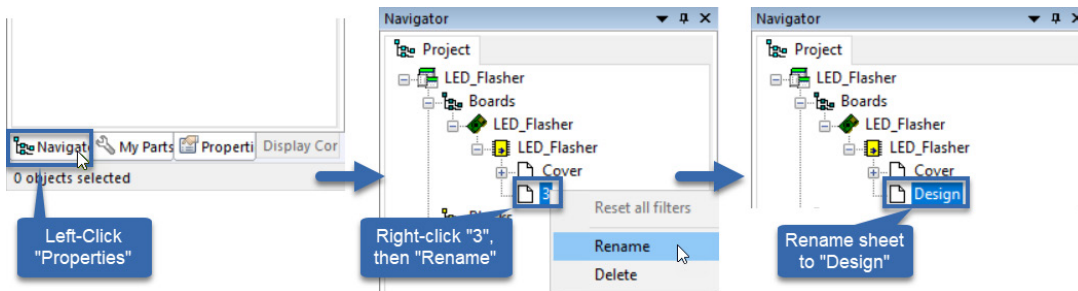 Navigat
My Parts
Properti
Display Cor
0 objects selected
Left-Click
"Properties"
Navigator
Project
LED_Flasher
Boards
LED_Flasher
LED_Flasher
Cover
3
Reset all filters
Rename
Delete
Right-click "3",
then "Rename"
Navigator
Project
LED_Flasher
Boards
LED_Flasher
LED_Flasher
Cover
Design
Rename sheet
to "Design"